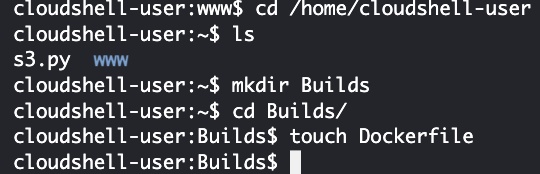 cloudshell-user:www$ cd /home/cloudshell-user
cloudshell-user:~$ ls
s3.py  www
cloudshell-user:~$ mkdir Builds
cloudshell-user:~$ cd Builds/
cloudshell-user:Builds$ touch Dockerfile
cloudshell-user:Builds$